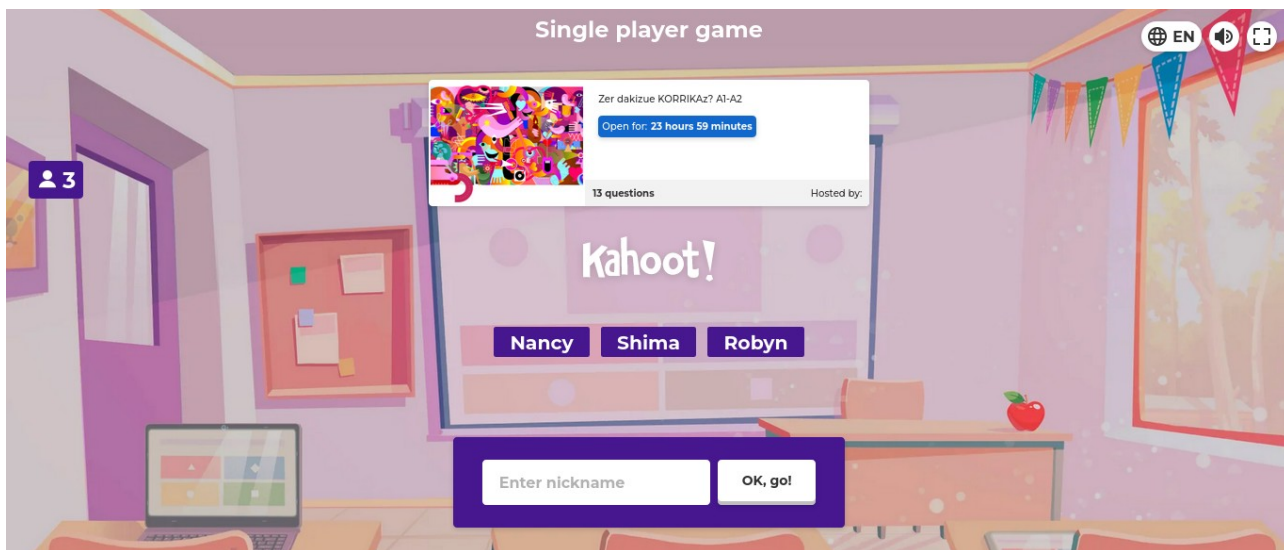 Single player game
EN
Zer dakizue KORRIKAz? A1-A2
Open for: 23 hours 59 minutes
3
13 questions Hosted by:
Kahoot!
Nancy Shima Robyn
Enter nickname OK, go!